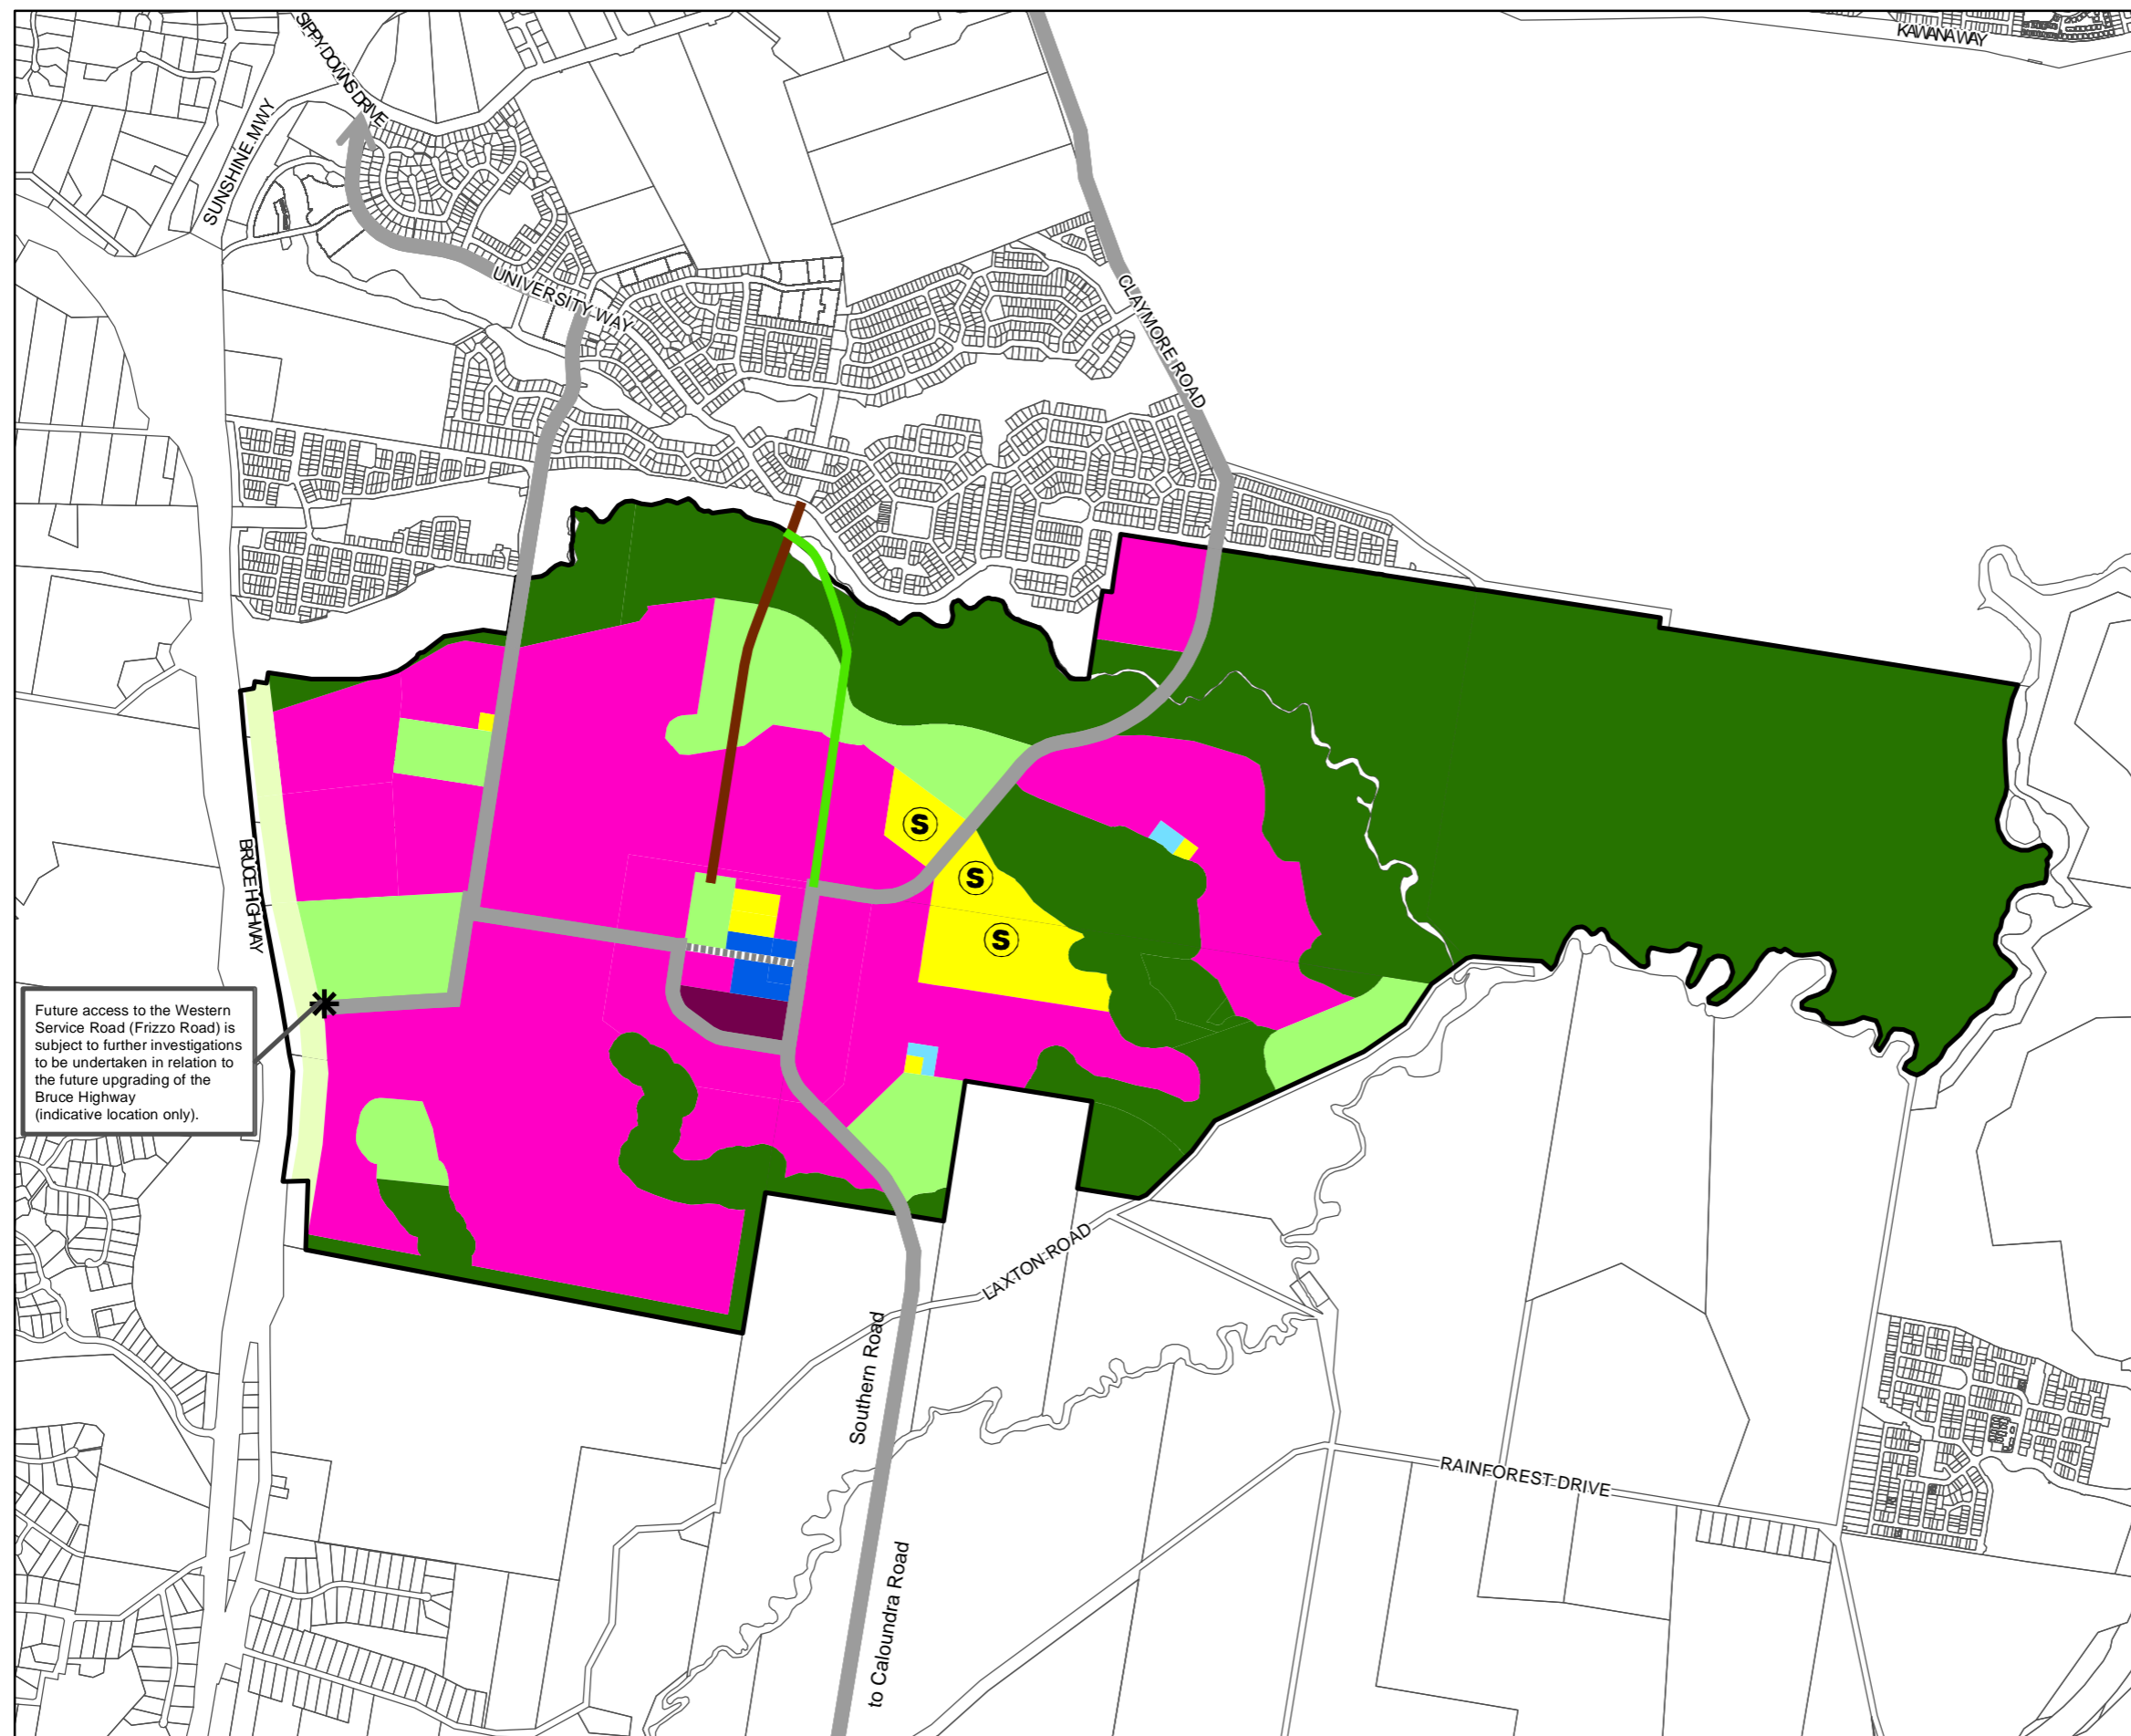 SIPPY DOWNS DRIVE
KAWANA WAY
SUNSHINE MWY
UNIVERSITY WAY
CLAYMORE ROAD
S
S
S
BRUCE HIGHWAY
Future access to the Western
Service Road (Frizzo Road) is
subject to further investigations
to be undertaken in relation to
the future upgrading of the
Bruce Highway
(indicative location only).
LAXTON ROAD
Southern Road
RAINFOREST DRIVE
to Caloundra Road